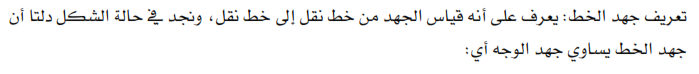 تعريف جهد الخط: يعرف على أنه قياس الجهد من خط نقل إلى خط نقل، ونجد في حالة الشكل دلتا أن
جهد الخط يساوي جهد الوجه أي: